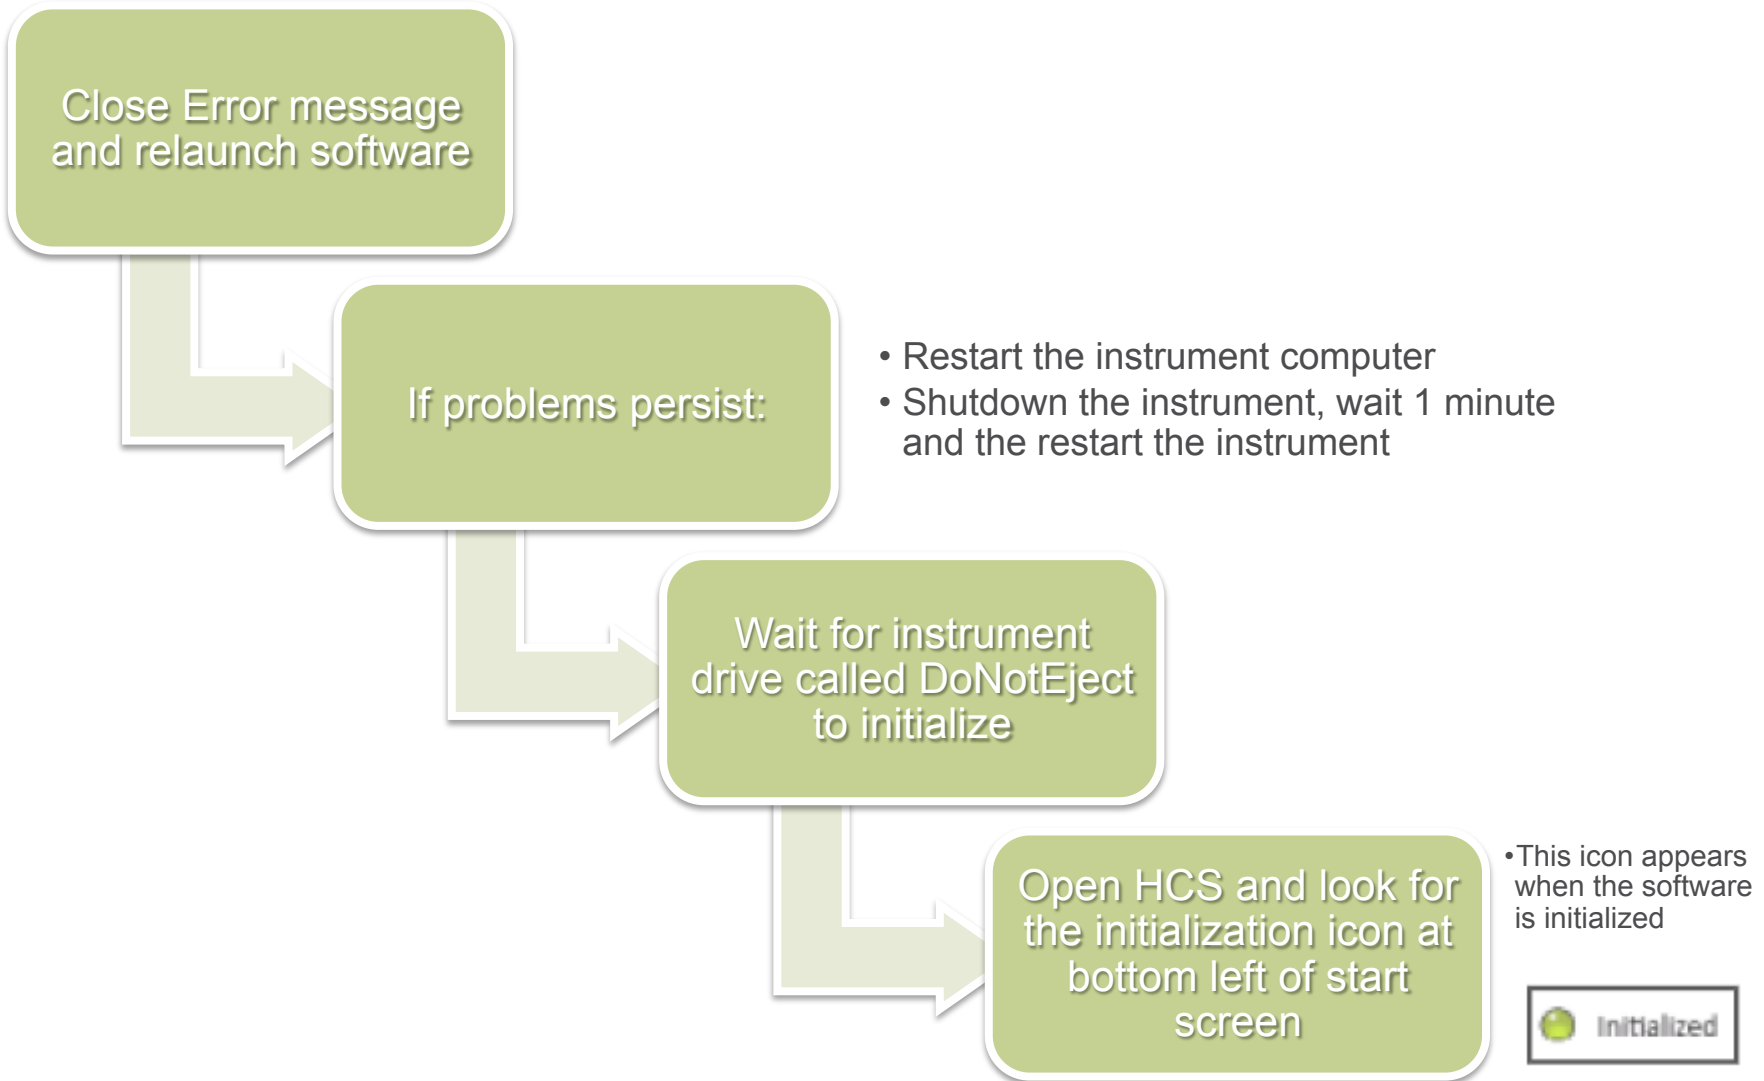 Close Error message
and relaunch software
If problems persist:
• Restart the instrument computer
• Shutdown the instrument, wait 1 minute
and the restart the instrument
Wait for instrument
drive called DoNotEject
to initialize
Open HCS and look for
the initialization icon at
bottom left of start
screen
•This icon appears
when the software
is initialized
Initialized